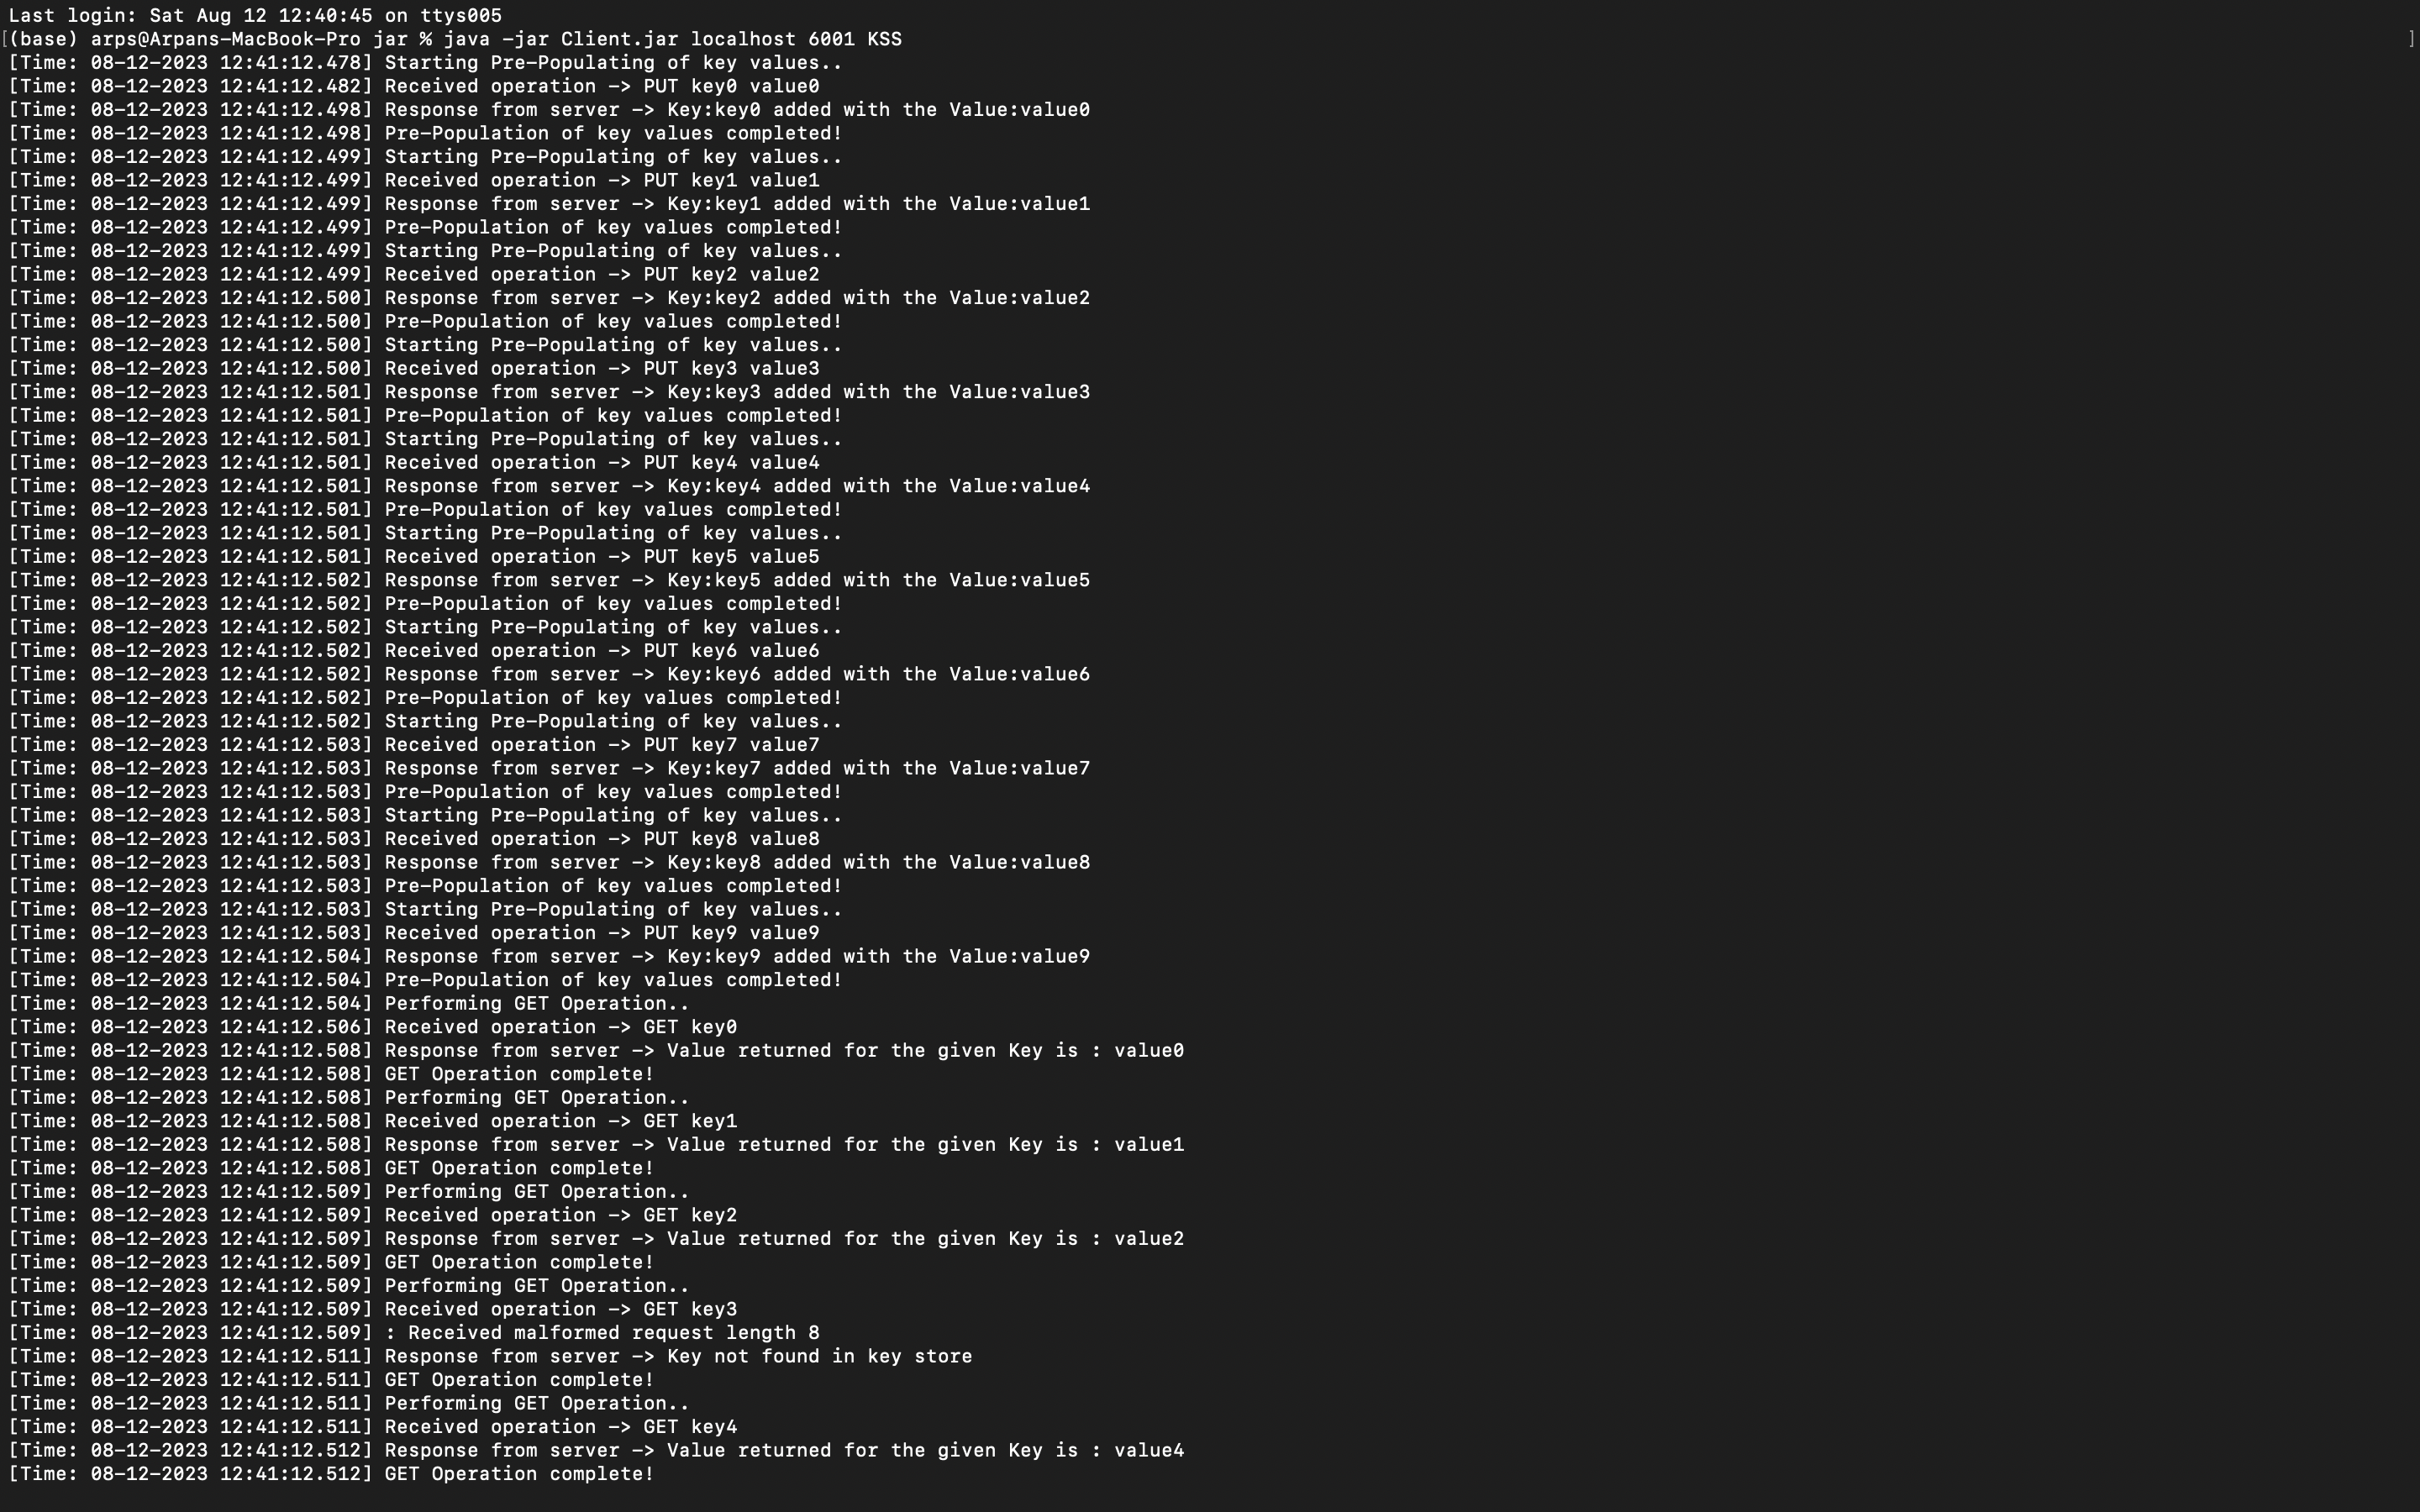 Last login: Sat Aug 12 12:40:45 on ttys005
[(base) arps@Arpans-MacBook-Pro jar % java -jar Client.jar localhost 6001 KSS ]
[Time: 08-12-2023 12:41:12.478] Starting Pre-Populating of key values..
[Time: 08-12-2023 12:41:12.482] Received operation -> PUT key0 value0
[Time: 08-12-2023 12:41:12.498] Response from server -> Key:key0 added with the Value:value0
[Time: 08-12-2023 12:41:12.498] Pre-Population of key values completed!
[Time: 08-12-2023 12:41:12.499] Starting Pre-Populating of key values..
[Time: 08-12-2023 12:41:12.499] Received operation -> PUT key1 value1
[Time: 08-12-2023 12:41:12.499] Response from server -> Key:key1 added with the Value:value1
[Time: 08-12-2023 12:41:12.499] Pre-Population of key values completed!
[Time: 08-12-2023 12:41:12.499] Starting Pre-Populating of key values..
[Time: 08-12-2023 12:41:12.499] Received operation -> PUT key2 value2
[Time: 08-12-2023 12:41:12.500] Response from server -> Key:key2 added with the Value:value2
[Time: 08-12-2023 12:41:12.500] Pre-Population of key values completed!
[Time: 08-12-2023 12:41:12.500] Starting Pre-Populating of key values..
[Time: 08-12-2023 12:41:12.500] Received operation -> PUT key3 value3
[Time: 08-12-2023 12:41:12.501] Response from server -> Key:key3 added with the Value:value3
[Time: 08-12-2023 12:41:12.501] Pre-Population of key values completed!
[Time: 08-12-2023 12:41:12.501] Starting Pre-Populating of key values..
[Time: 08-12-2023 12:41:12.501] Received operation -> PUT key4 value4
[Time: 08-12-2023 12:41:12.501] Response from server -> Key:key4 added with the Value:value4
[Time: 08-12-2023 12:41:12.501] Pre-Population of key values completed!
[Time: 08-12-2023 12:41:12.501] Starting Pre-Populating of key values..
[Time: 08-12-2023 12:41:12.501] Received operation -> PUT key5 value5
[Time: 08-12-2023 12:41:12.502] Response from server -> Key:key5 added with the Value:value5
[Time: 08-12-2023 12:41:12.502] Pre-Population of key values completed!
[Time: 08-12-2023 12:41:12.502] Starting Pre-Populating of key values..
[Time: 08-12-2023 12:41:12.502] Received operation -> PUT key6 value6
[Time: 08-12-2023 12:41:12.502] Response from server -> Key:key6 added with the Value:value6
[Time: 08-12-2023 12:41:12.502] Pre-Population of key values completed!
[Time: 08-12-2023 12:41:12.502] Starting Pre-Populating of key values..
[Time: 08-12-2023 12:41:12.503] Received operation -> PUT key7 value7
[Time: 08-12-2023 12:41:12.503] Response from server -> Key:key7 added with the Value:value7
[Time: 08-12-2023 12:41:12.503] Pre-Population of key values completed!
[Time: 08-12-2023 12:41:12.503] Starting Pre-Populating of key values..
[Time: 08-12-2023 12:41:12.503] Received operation -> PUT key8 value8
[Time: 08-12-2023 12:41:12.503] Response from server -> Key:key8 added with the Value:value8
[Time: 08-12-2023 12:41:12.503] Pre-Population of key values completed!
[Time: 08-12-2023 12:41:12.503] Starting Pre-Populating of key values..
[Time: 08-12-2023 12:41:12.503] Received operation -> PUT key9 value9
[Time: 08-12-2023 12:41:12.504] Response from server -> Key:key9 added with the Value:value9
[Time: 08-12-2023 12:41:12.504] Pre-Population of key values completed!
[Time: 08-12-2023 12:41:12.504] Performing GET Operation..
[Time: 08-12-2023 12:41:12.506] Received operation -> GET key0
[Time: 08-12-2023 12:41:12.508] Response from server -> Value returned for the given Key is : value0
[Time: 08-12-2023 12:41:12.508] GET Operation complete!
[Time: 08-12-2023 12:41:12.508] Performing GET Operation..
[Time: 08-12-2023 12:41:12.508] Received operation -> GET key1
[Time: 08-12-2023 12:41:12.508] Response from server -> Value returned for the given Key is : value1
[Time: 08-12-2023 12:41:12.508] GET Operation complete!
[Time: 08-12-2023 12:41:12.509] Performing GET Operation..
[Time: 08-12-2023 12:41:12.509] Received operation -> GET key2
[Time: 08-12-2023 12:41:12.509] Response from server -> Value returned for the given Key is : value2
[Time: 08-12-2023 12:41:12.509] GET Operation complete!
[Time: 08-12-2023 12:41:12.509] Performing GET Operation..
[Time: 08-12-2023 12:41:12.509] Received operation -> GET key3
[Time: 08-12-2023 12:41:12.509] : Received malformed request length 8
[Time: 08-12-2023 12:41:12.511] Response from server -> Key not found in key store
[Time: 08-12-2023 12:41:12.511] GET Operation complete!
[Time: 08-12-2023 12:41:12.511] Performing GET Operation..
[Time: 08-12-2023 12:41:12.511] Received operation -> GET key4
[Time: 08-12-2023 12:41:12.512] Response from server -> Value returned for the given Key is : value4
[Time: 08-12-2023 12:41:12.512] GET Operation complete!